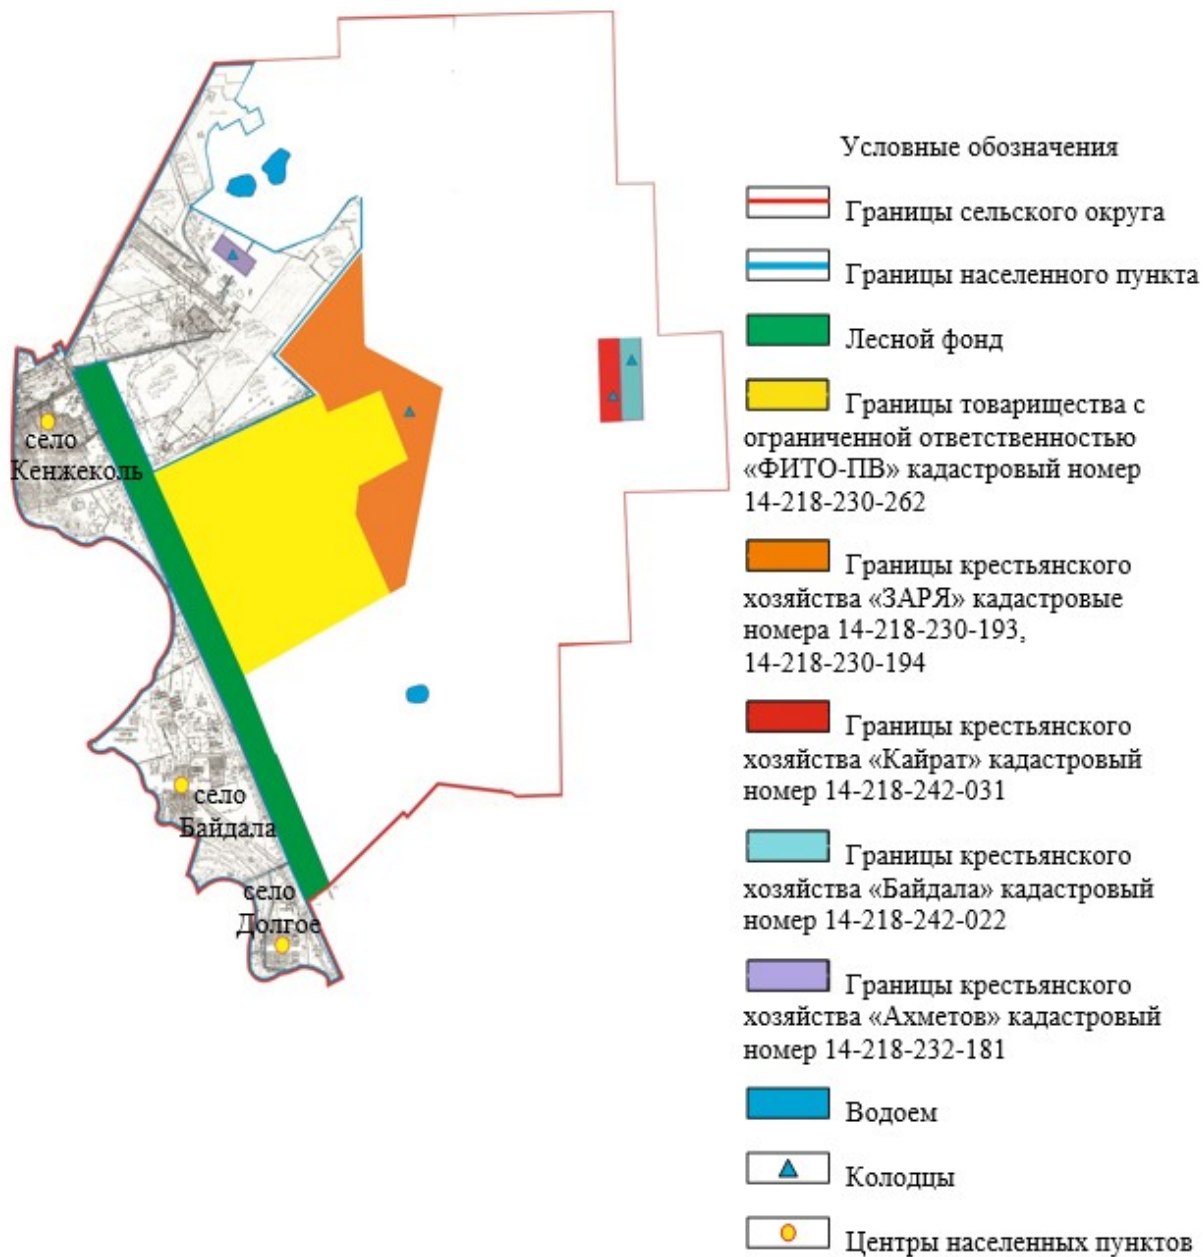 Условные обозначения
Границы сельского округа
Границы населенного пункта
Лесной фонд
Границы товарищества с
ограниченной ответственностью
«ФИТО-ПВ» кадастровый номер
14-218-230-262
Границы крестьянского
хозяйства «ЗАРЯ» кадастровые
номера 14-218-230-193,
14-218-230-194
Границы крестьянского
хозяйства «Кайрат» кадастровый
номер 14-218-242-031
Границы крестьянского
хозяйства «Байдала» кадастровый
номер 14-218-242-022
Границы крестьянского
хозяйства «Ахметов» кадастровый
номер 14-218-232-181
Водоем
Колодцы
Центры населенных пунктов
село
Кенжеколь
село
Байдала
село
Долгое